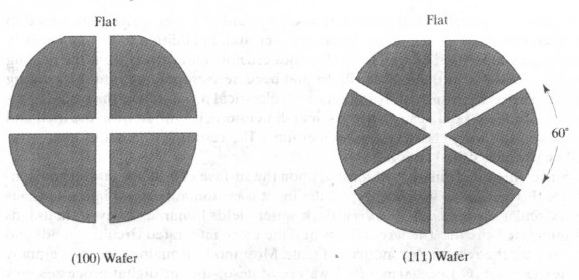 Flat
Flat
60°
(100) Wafer
(111) Wafer